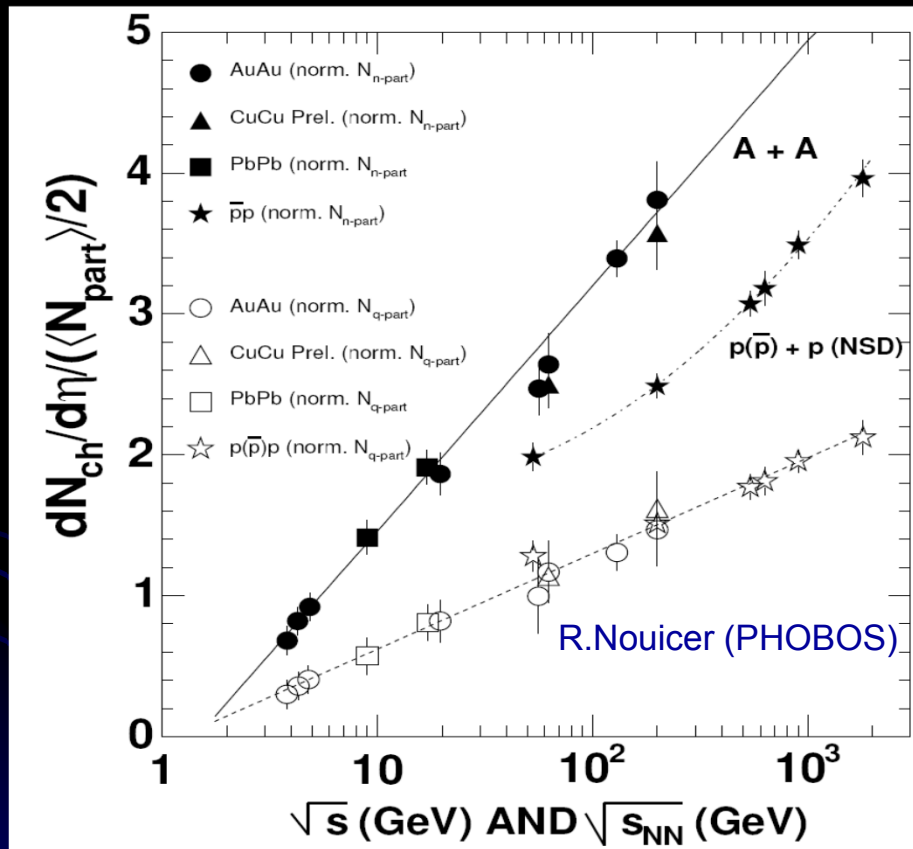 dN_ch/dη/(⟨N_part⟩/2)
5
4
3
2
1
0
AuAu (norm. N_n-part)
CuCu Prel. (norm. N_n-part)
PbPb (norm. N_n-part
p̄p (norm. N_n-part)
AuAu (norm. N_q-part)
CuCu Prel. (norm. N_q-part)
PbPb (norm. N_q-part
p(p̄)p (norm. N_q-part)
A + A
p(p̄) + p (NSD)
R.Nouicer (PHOBOS)
1 10 10² 10³
√s (GeV) AND √s_NN (GeV)